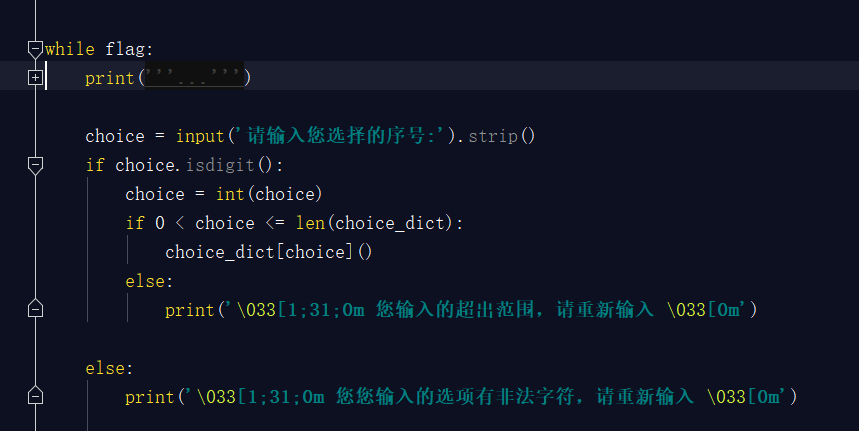 while flag:
print('''...''')
choice = input('请输入您选择的序号:').strip()
if choice.isdigit():
choice = int(choice)
if 0 < choice <= len(choice_dict):
choice_dict[choice]()
else:
print('\033[1;31;0m 您输入的超出范围，请重新输入 \033[0m')
else:
print('\033[1;31;0m 您您输入的选项有非法字符，请重新输入 \033[0m')